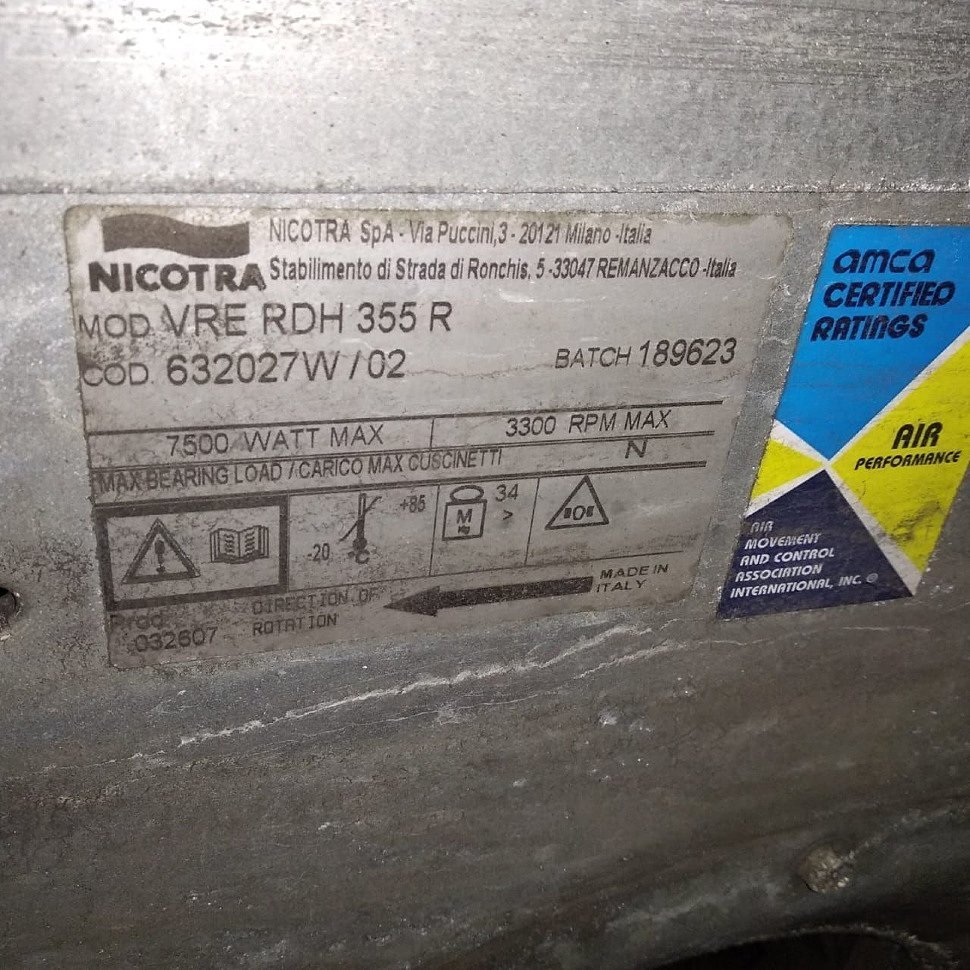 NICOTRA
NICOTRA SpA - Via Puccini,3 - 20121 Milano -Italia
Stabilimento di Strada di Ronchis, 5 -33047 REMANZACCO -Italia
MOD. VRE RDH 355 R
COD. 632027W / 02
BATCH 189623
7500 WATT MAX
3300 RPM MAX
MAX BEARING LOAD / CARICO MAX CUSCINETTI
N
-20 °C +85
M
Kg
34
>
MADE IN
ITALY
DIRECTION OF
ROTATION
Prod.
032607
amca
CERTIFIED
RATINGS
AIR
PERFORMANCE
AIR
MOVEMENT
AND CONTROL
ASSOCIATION
INTERNATIONAL, INC. ®